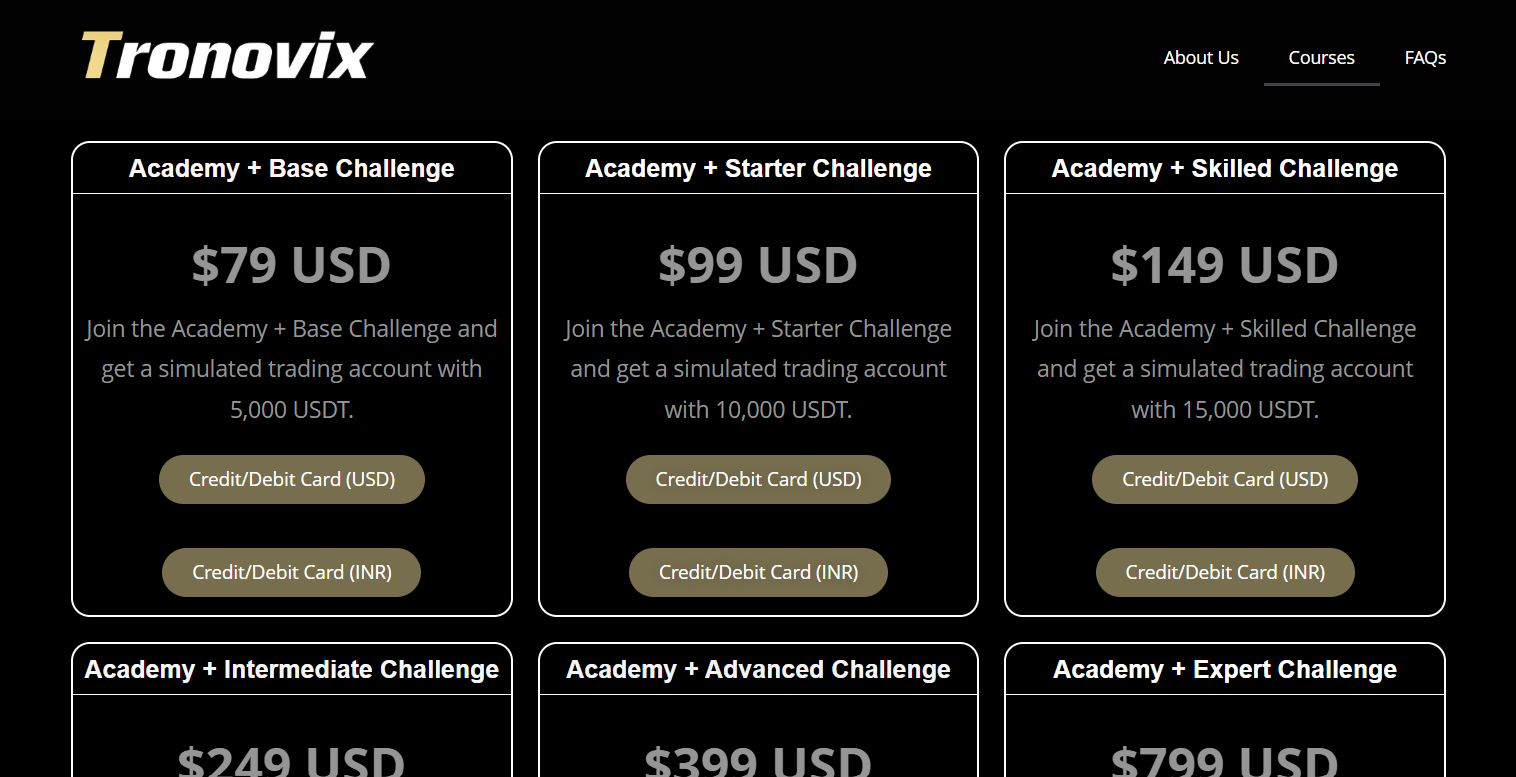 Tronovix
About Us Courses FAQs
Academy + Base Challenge
$79 USD
Join the Academy + Base Challenge and
get a simulated trading account with
5,000 USDT.
Credit/Debit Card (USD)
Credit/Debit Card (INR)
Academy + Starter Challenge
$99 USD
Join the Academy + Starter Challenge
and get a simulated trading account
with 10,000 USDT.
Credit/Debit Card (USD)
Credit/Debit Card (INR)
Academy + Skilled Challenge
$149 USD
Join the Academy + Skilled Challenge
and get a simulated trading account
with 15,000 USDT.
Credit/Debit Card (USD)
Credit/Debit Card (INR)
Academy + Intermediate Challenge
$249 USD
Academy + Advanced Challenge
$399 USD
Academy + Expert Challenge
$799 USD